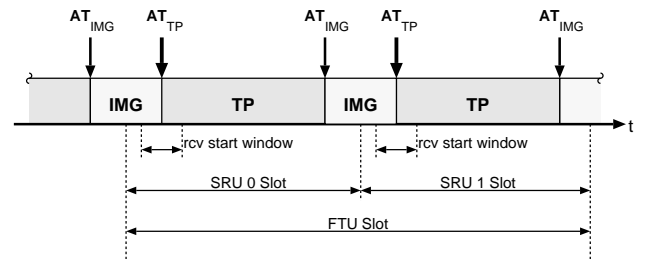 AT IMG AT TP AT IMG AT TP AT IMG
IMG TP IMG TP
t
rcv start window rcv start window
SRU 0 Slot SRU 1 Slot
FTU Slot